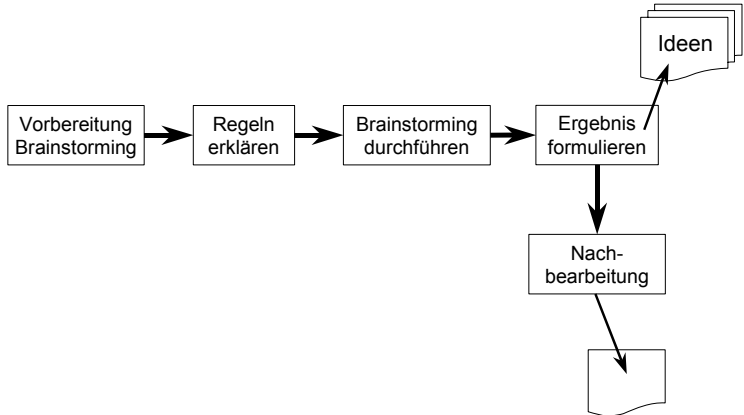 Ideen
Vorbereitung
Brainstorming
Regeln
erklären
Brainstorming
durchführen
Ergebnis
formulieren
Nach-
bearbeitung